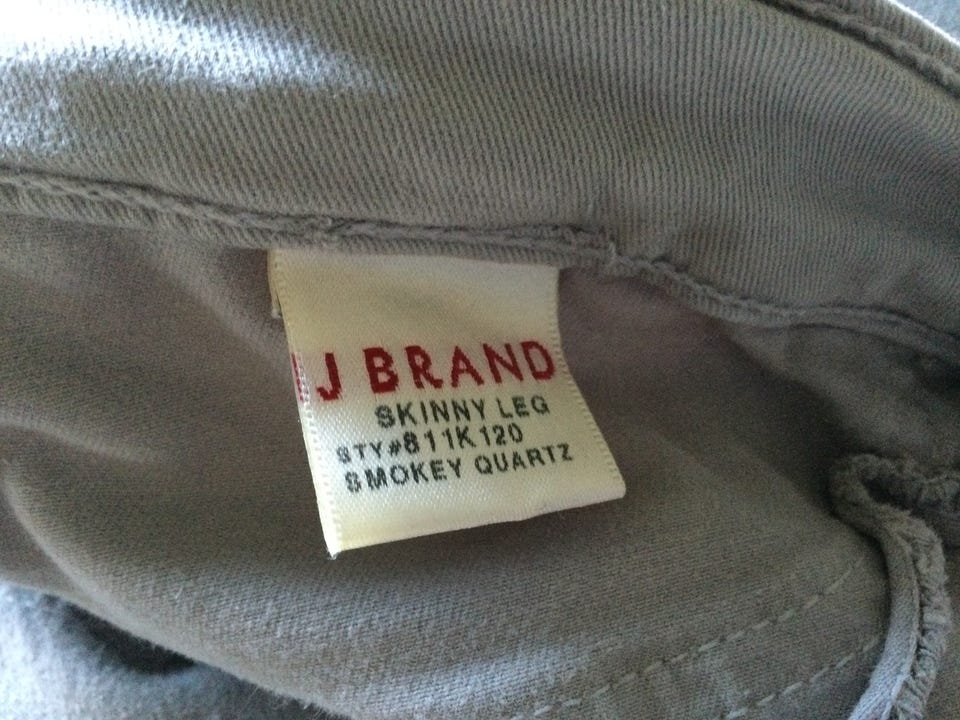 J BRAND
SKINNY LEG
STY#811K120
SMOKEY QUARTZ